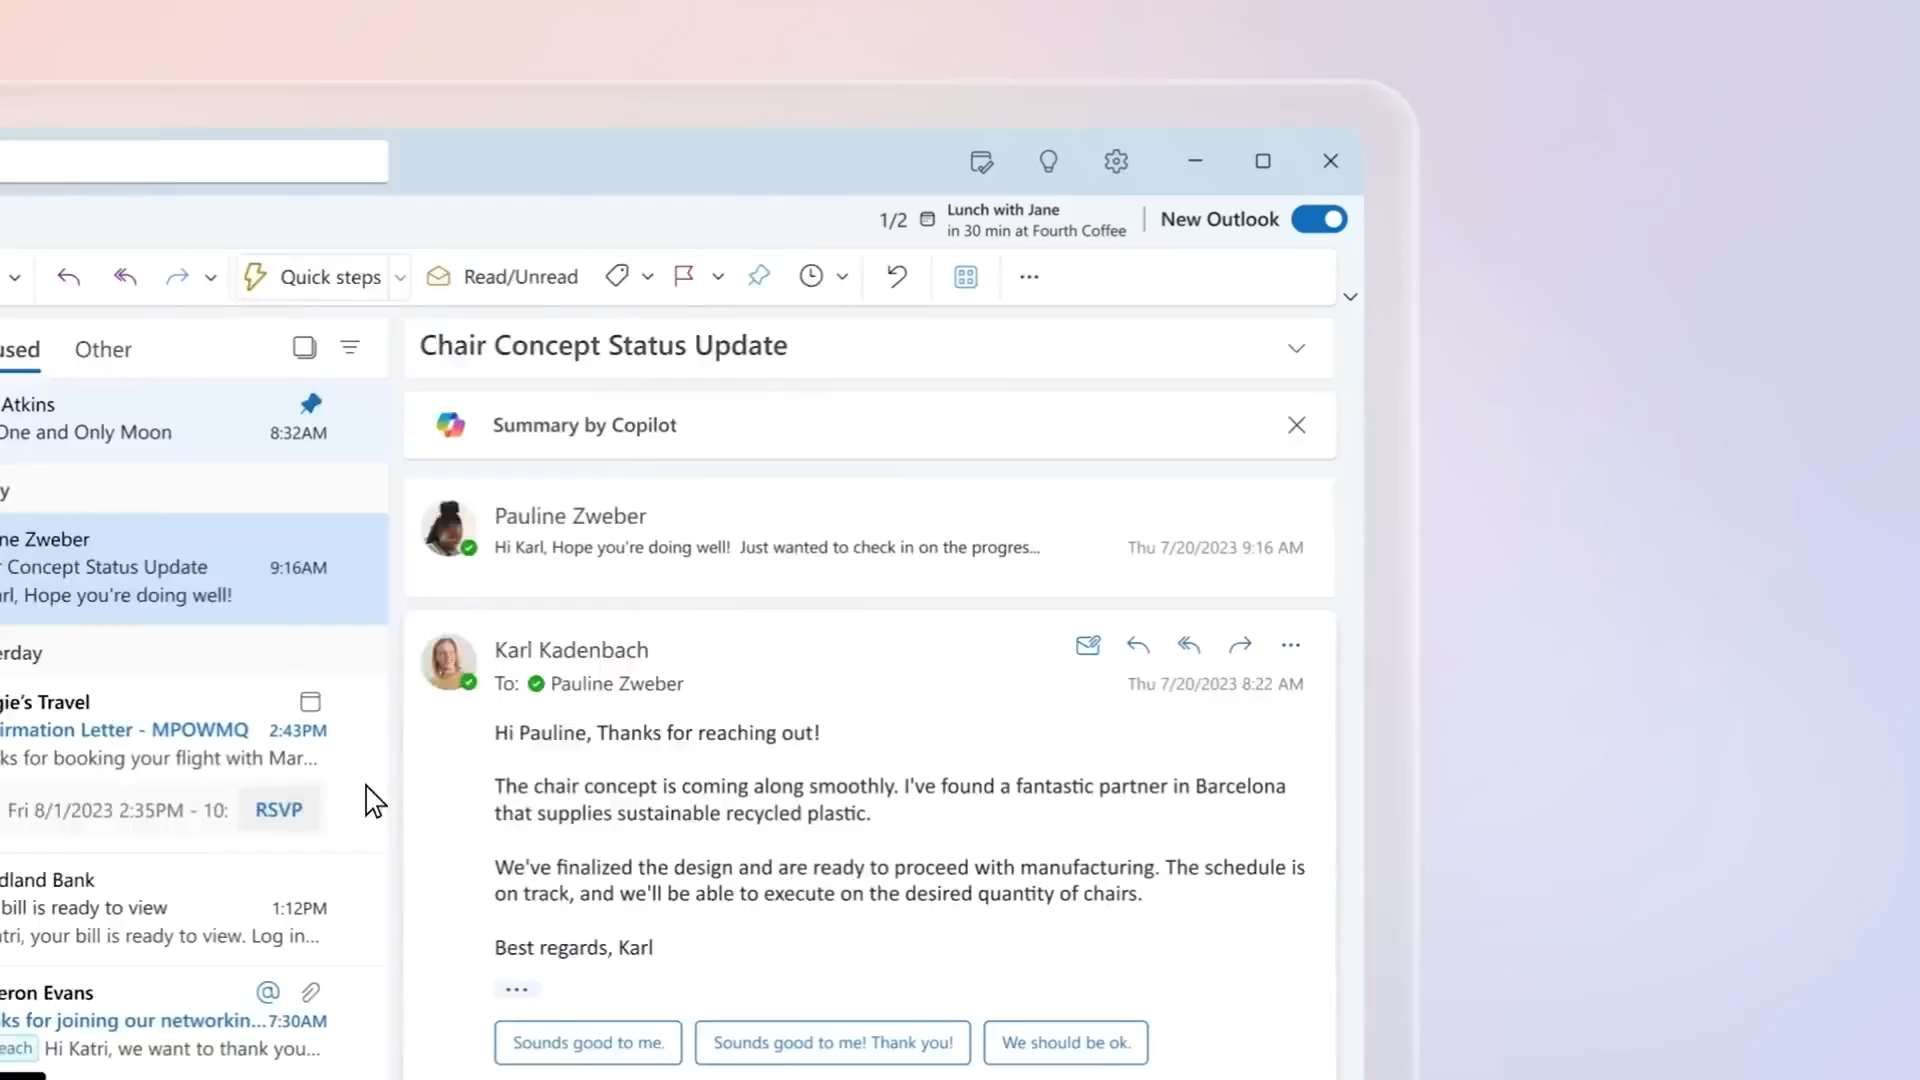 1/2
Lunch with Jane
in 30 min at Fourth Coffee
New Outlook
Quick steps
Read/Unread
used
Other
Atkins
One and Only Moon
8:32AM
y
ne Zweber
r Concept Status Update
9:16AM
arl, Hope you're doing well!
erday
gie's Travel
irmation Letter - MPOWMQ
2:43PM
ks for booking your flight with Mar...
Fri 8/1/2023 2:35PM - 10:
RSVP
dland Bank
bill is ready to view
1:12PM
atri, your bill is ready to view. Log in...
eron Evans
ks for joining our networkin...
7:30AM
each
Hi Katri, we want to thank you...
Chair Concept Status Update
Summary by Copilot
Pauline Zweber
Hi Karl, Hope you're doing well! Just wanted to check in on the progres...
Thu 7/20/2023 9:16 AM
Karl Kadenbach
To: Pauline Zweber
Thu 7/20/2023 8:22 AM
Hi Pauline, Thanks for reaching out!
The chair concept is coming along smoothly. I've found a fantastic partner in Barcelona
that supplies sustainable recycled plastic.
We've finalized the design and are ready to proceed with manufacturing. The schedule is
on track, and we'll be able to execute on the desired quantity of chairs.
Best regards, Karl
Sounds good to me.
Sounds good to me! Thank you!
We should be ok.